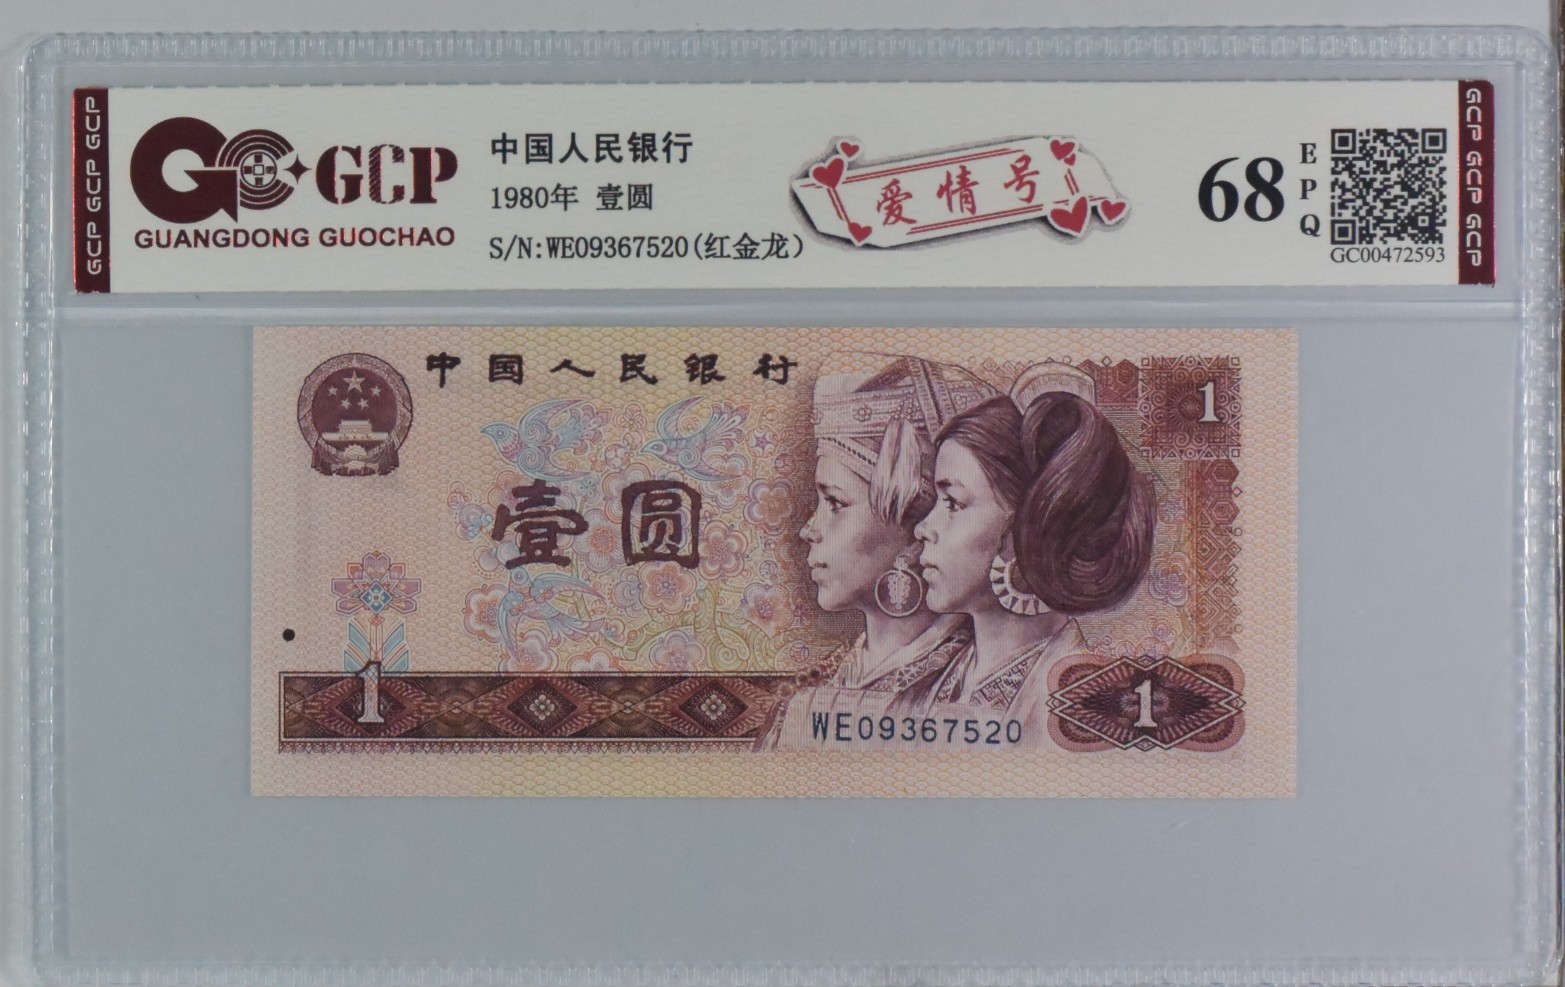 GCP GCP GCP
GCP
GUANGDONG GUOCHAO
中国人民银行
1980年 壹圆
S/N:WE09367520(红金龙)
爱情号
68
E
P
Q
GC00472593
GCP GCP GCP
中国人民银行
1
壹圆
1
WE09367520
1